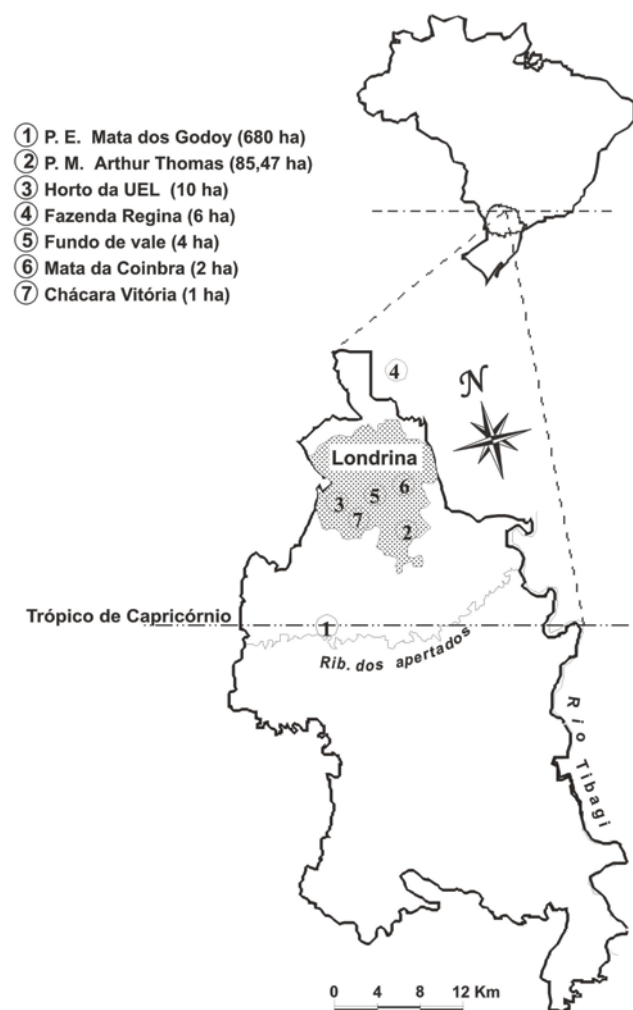 ① P. E. Mata dos Godoy (680 ha)
② P. M. Arthur Thomas (85,47 ha)
③ Horto da UEL (10 ha)
④ Fazenda Regina (6 ha)
⑤ Fundo de vale (4 ha)
⑥ Mata da Coinbra (2 ha)
⑦ Chácara Vitória (1 ha)
4
N
Londrina
3 5 6
7 2
Trópico de Capricórnio
1
Rib. dos apertados
Río Tibagi
0 4 8 12 Km